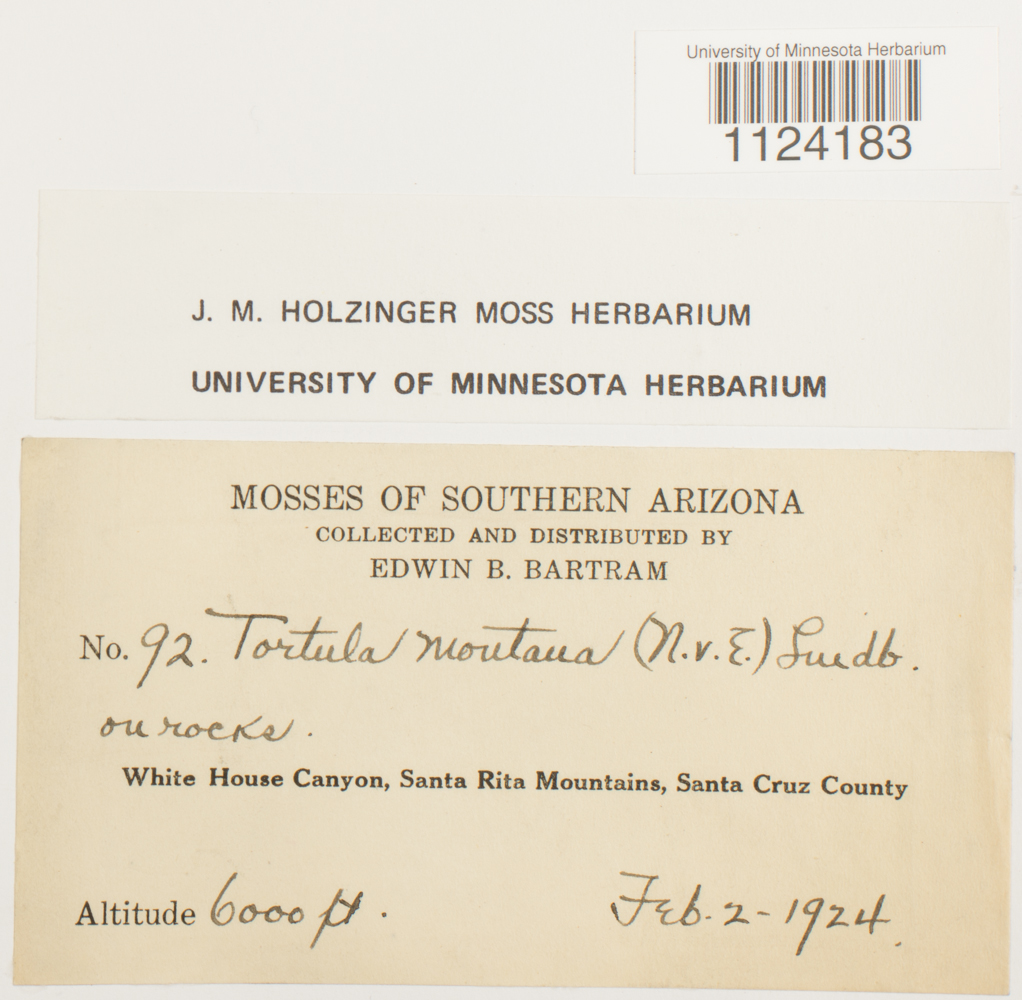 University of Minnesota Herbarium
1124183
J. M. HOLZINGER MOSS HERBARIUM
UNIVERSITY OF MINNESOTA HERBARIUM
MOSSES OF SOUTHERN ARIZONA
COLLECTED AND DISTRIBUTED BY
EDWIN B. BARTRAM
No. 92. Tortula montana (N.v.E.) Lindb.
on rocks.
White House Canyon, Santa Rita Mountains, Santa Cruz County
Altitude 6000 ft. Feb. 2-1924.